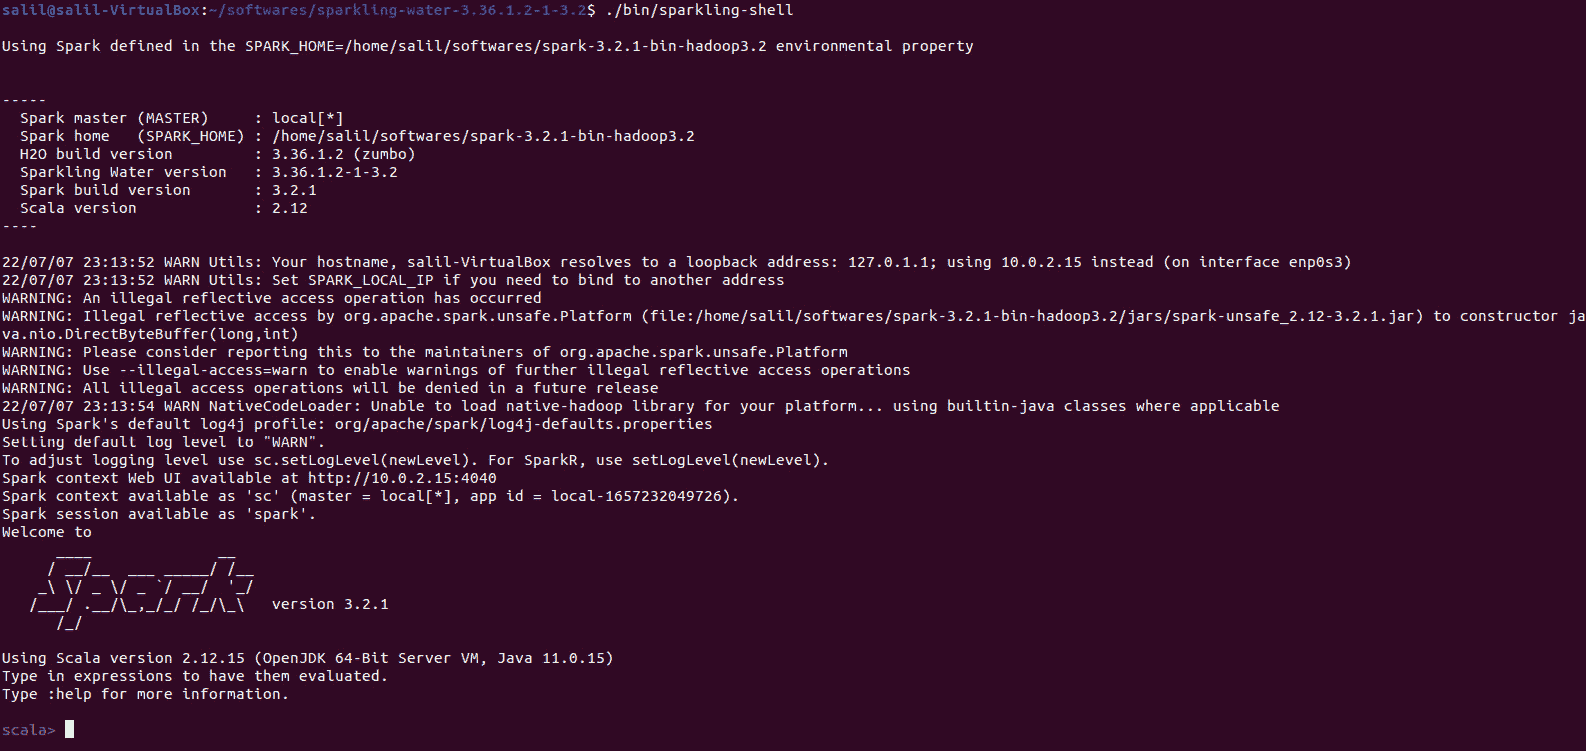 salil@salil-VirtualBox:~/softwares/sparkling-water-3.36.1.2-1-3.2$ ./bin/sparkling-shell
Using Spark defined in the SPARK_HOME=/home/salil/softwares/spark-3.2.1-bin-hadoop3.2 environmental property
-----
  Spark master (MASTER)     : local[*]
  Spark home   (SPARK_HOME) : /home/salil/softwares/spark-3.2.1-bin-hadoop3.2
  H2O build version         : 3.36.1.2 (zumbo)
  Sparkling Water version   : 3.36.1.2-1-3.2
  Spark build version       : 3.2.1
  Scala version             : 2.12
----
22/07/07 23:13:52 WARN Utils: Your hostname, salil-VirtualBox resolves to a loopback address: 127.0.1.1; using 10.0.2.15 instead (on interface enp0s3)
22/07/07 23:13:52 WARN Utils: Set SPARK_LOCAL_IP if you need to bind to another address
WARNING: An illegal reflective access operation has occurred
WARNING: Illegal reflective access by org.apache.spark.unsafe.Platform (file:/home/salil/softwares/spark-3.2.1-bin-hadoop3.2/jars/spark-unsafe_2.12-3.2.1.jar) to constructor ja
va.nio.DirectByteBuffer(long,int)
WARNING: Please consider reporting this to the maintainers of org.apache.spark.unsafe.Platform
WARNING: Use --illegal-access=warn to enable warnings of further illegal reflective access operations
WARNING: All illegal access operations will be denied in a future release
22/07/07 23:13:54 WARN NativeCodeLoader: Unable to load native-hadoop library for your platform... using builtin-java classes where applicable
Using Spark's default log4j profile: org/apache/spark/log4j-defaults.properties
Setting default log level to "WARN".
To adjust logging level use sc.setLogLevel(newLevel). For SparkR, use setLogLevel(newLevel).
Spark context Web UI available at http://10.0.2.15:4040
Spark context available as 'sc' (master = local[*], app id = local-1657232049726).
Spark session available as 'spark'.
Welcome to
      ____              __
     / __/__  ___ _____/ /__
    _\ \/ _ \/ _ `/ __/  '_/
   /___/ .__/\_,_/_/ /_/\_\   version 3.2.1
      /_/
Using Scala version 2.12.15 (OpenJDK 64-Bit Server VM, Java 11.0.15)
Type in expressions to have them evaluated.
Type :help for more information.
scala>